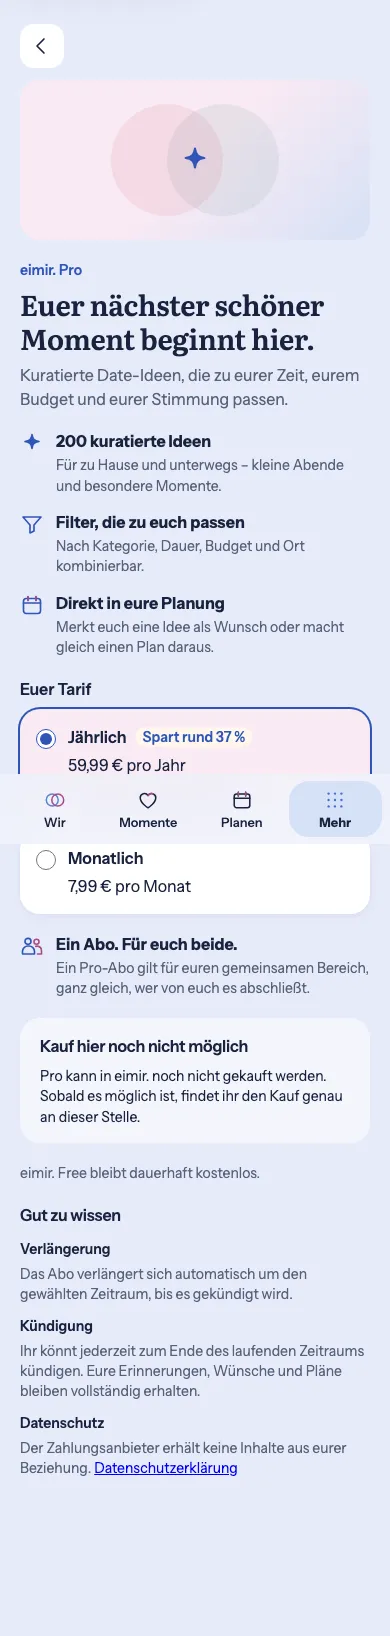 eimir. Pro
Euer nächster schöner
Moment beginnt hier.
Kuratierte Date-Ideen, die zu eurer Zeit, eurem
Budget und eurer Stimmung passen.
200 kuratierte Ideen
Für zu Hause und unterwegs – kleine Abende
und besondere Momente.
Filter, die zu euch passen
Nach Kategorie, Dauer, Budget und Ort
kombinierbar.
Direkt in eure Planung
Merkt euch eine Idee als Wunsch oder macht
gleich einen Plan daraus.
Euer Tarif
Jährlich Spart rund 37 %
59,99 € pro Jahr
Wir Momente Planen Mehr
Monatlich
7,99 € pro Monat
Ein Abo. Für euch beide.
Ein Pro-Abo gilt für euren gemeinsamen Bereich,
ganz gleich, wer von euch es abschließt.
Kauf hier noch nicht möglich
Pro kann in eimir. noch nicht gekauft werden.
Sobald es möglich ist, findet ihr den Kauf genau
an dieser Stelle.
eimir. Free bleibt dauerhaft kostenlos.
Gut zu wissen
Verlängerung
Das Abo verlängert sich automatisch um den
gewählten Zeitraum, bis es gekündigt wird.
Kündigung
Ihr könnt jederzeit zum Ende des laufenden Zeitraums
kündigen. Eure Erinnerungen, Wünsche und Pläne
bleiben vollständig erhalten.
Datenschutz
Der Zahlungsanbieter erhält keine Inhalte aus eurer
Beziehung. Datenschutzerklärung